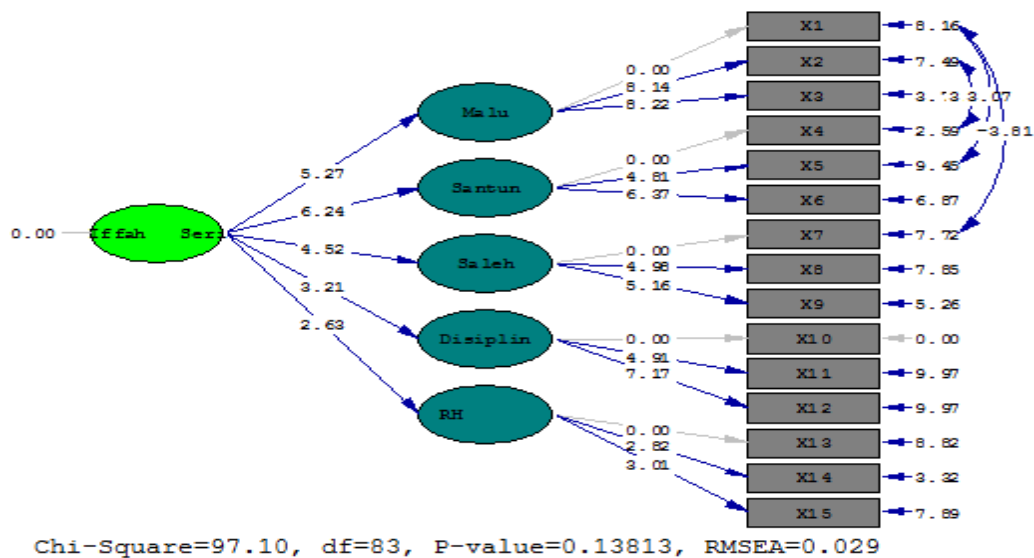 X1
8.16
0.00
X2
7.49
8.14
Malu
8.22
X3
3.07
X4
2.59
-3.81
5.27
0.00
X5
9.45
4.81
Santun
6.37
X6
6.87
6.24
0.00
Iffah Seri
0.00
X7
7.72
4.52
Saleh
4.98
X8
7.85
5.16
3.21
X9
5.26
2.63
Disiplin
0.00
X10
0.00
4.91
7.17
X11
9.97
X12
9.97
RH
0.00
2.82
3.01
X13
8.82
X14
3.32
X15
7.89
Chi-Square=97.10, df=83, P-value=0.13813, RMSEA=0.029